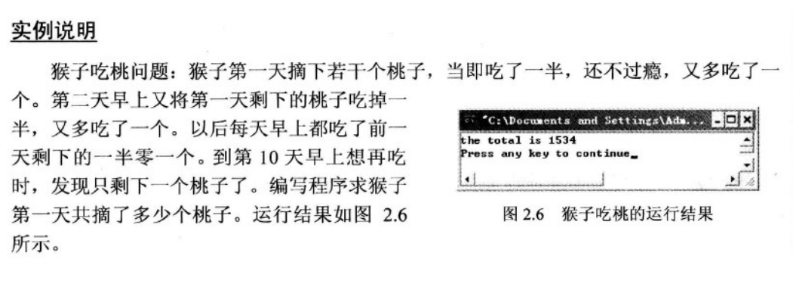 实例说明
猴子吃桃问题：猴子第一天摘下若干个桃子，当即吃了一半，还不过瘾，又多吃了一
个。第二天早上又将第一天剩下的桃子吃掉一
半，又多吃了一个。以后每天早上都吃了前一
天剩下的一半零一个。到第 10 天早上想再吃
时，发现只剩下一个桃子了。编写程序求猴子
第一天共摘了多少个桃子。运行结果如图 2.6
所示。
"C:\Documents and Settings\Adm...
the total is 1534
Press any key to continue_
图 2.6 猴子吃桃的运行结果